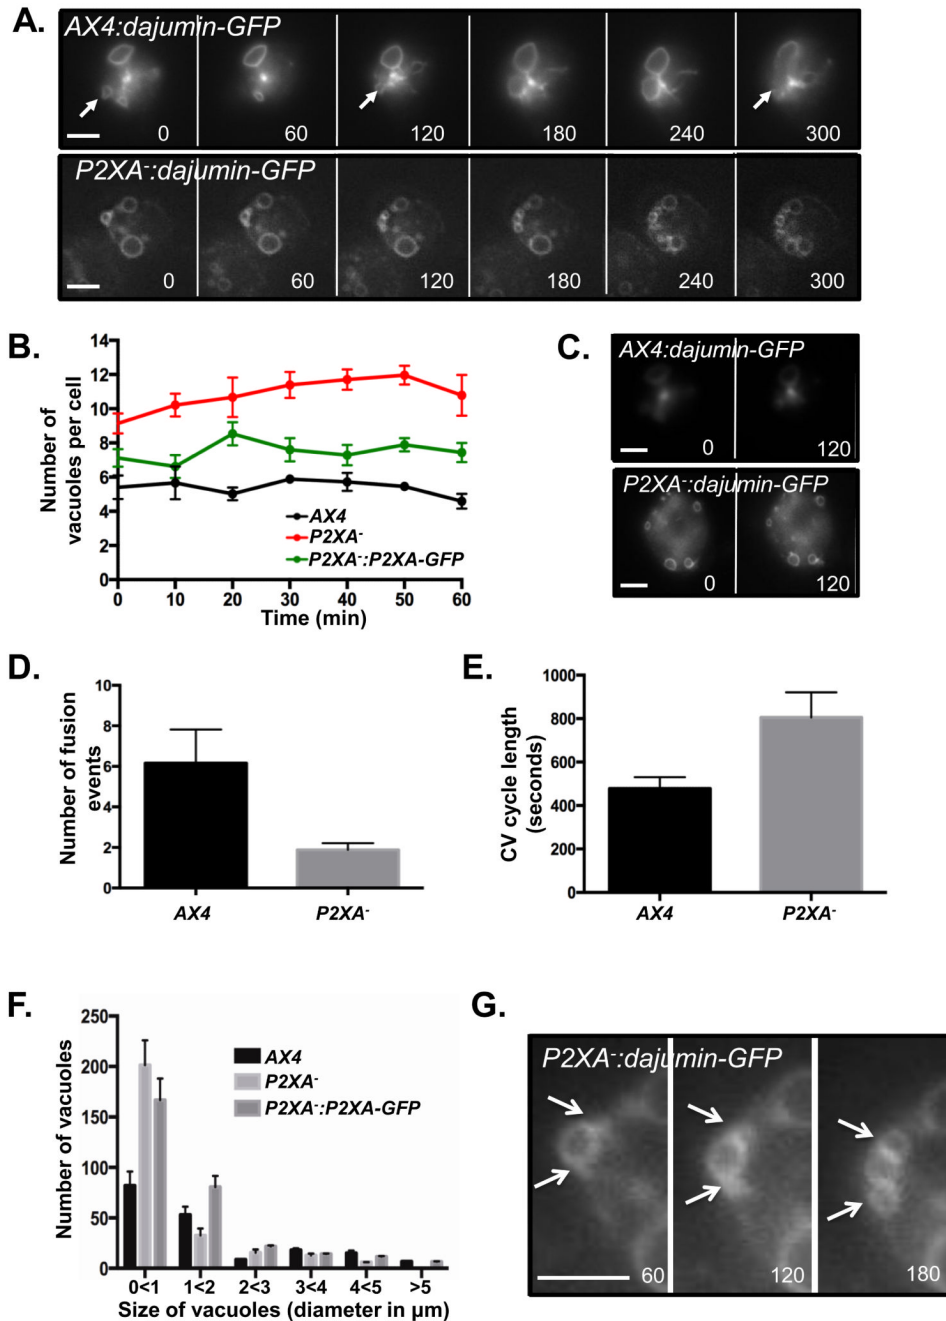 A.
AX4:dajumin-GFP
0 60 120 180 240 300
P2XA⁻:dajumin-GFP
0 60 120 180 240 300
B.
Number of
vacuoles per cell
14
12
10
8
6
4
2
0
AX4
P2XA⁻
P2XA⁻:P2XA-GFP
0 10 20 30 40 50 60
Time (min)
C.
AX4:dajumin-GFP
0 120
P2XA⁻:dajumin-GFP
0 120
D.
Number of fusion
events
10
8
6
4
2
0
AX4 P2XA⁻
E.
CV cycle length
(seconds)
1000
800
600
400
200
0
AX4 P2XA⁻
F.
Number of vacuoles
250
200
150
100
50
0
AX4
P2XA⁻
P2XA⁻:P2XA-GFP
0<1 1<2 2<3 3<4 4<5 >5
Size of vacuoles (diameter in µm)
G.
P2XA⁻:dajumin-GFP
60 120 180